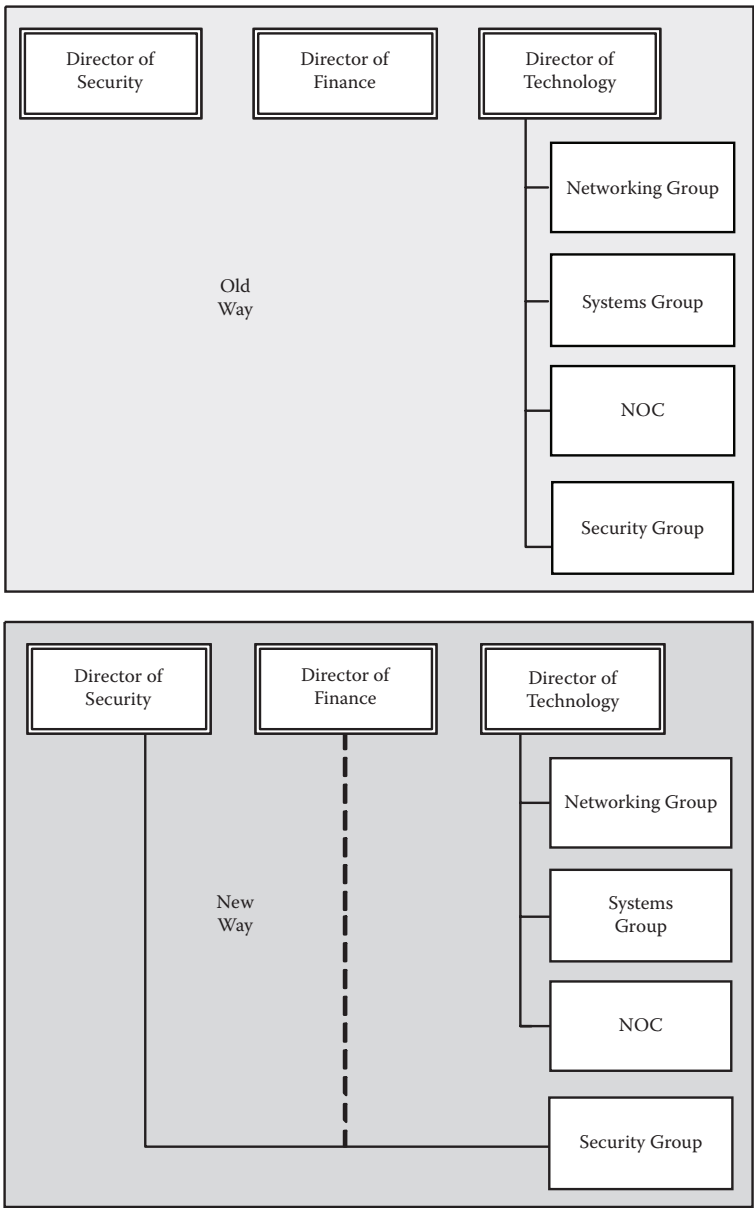 Director of
Security
Director of
Finance
Director of
Technology
Networking Group
Systems Group
NOC
Security Group
Old
Way
Director of
Security
Director of
Finance
Director of
Technology
Networking Group
Systems
Group
NOC
Security Group
New
Way